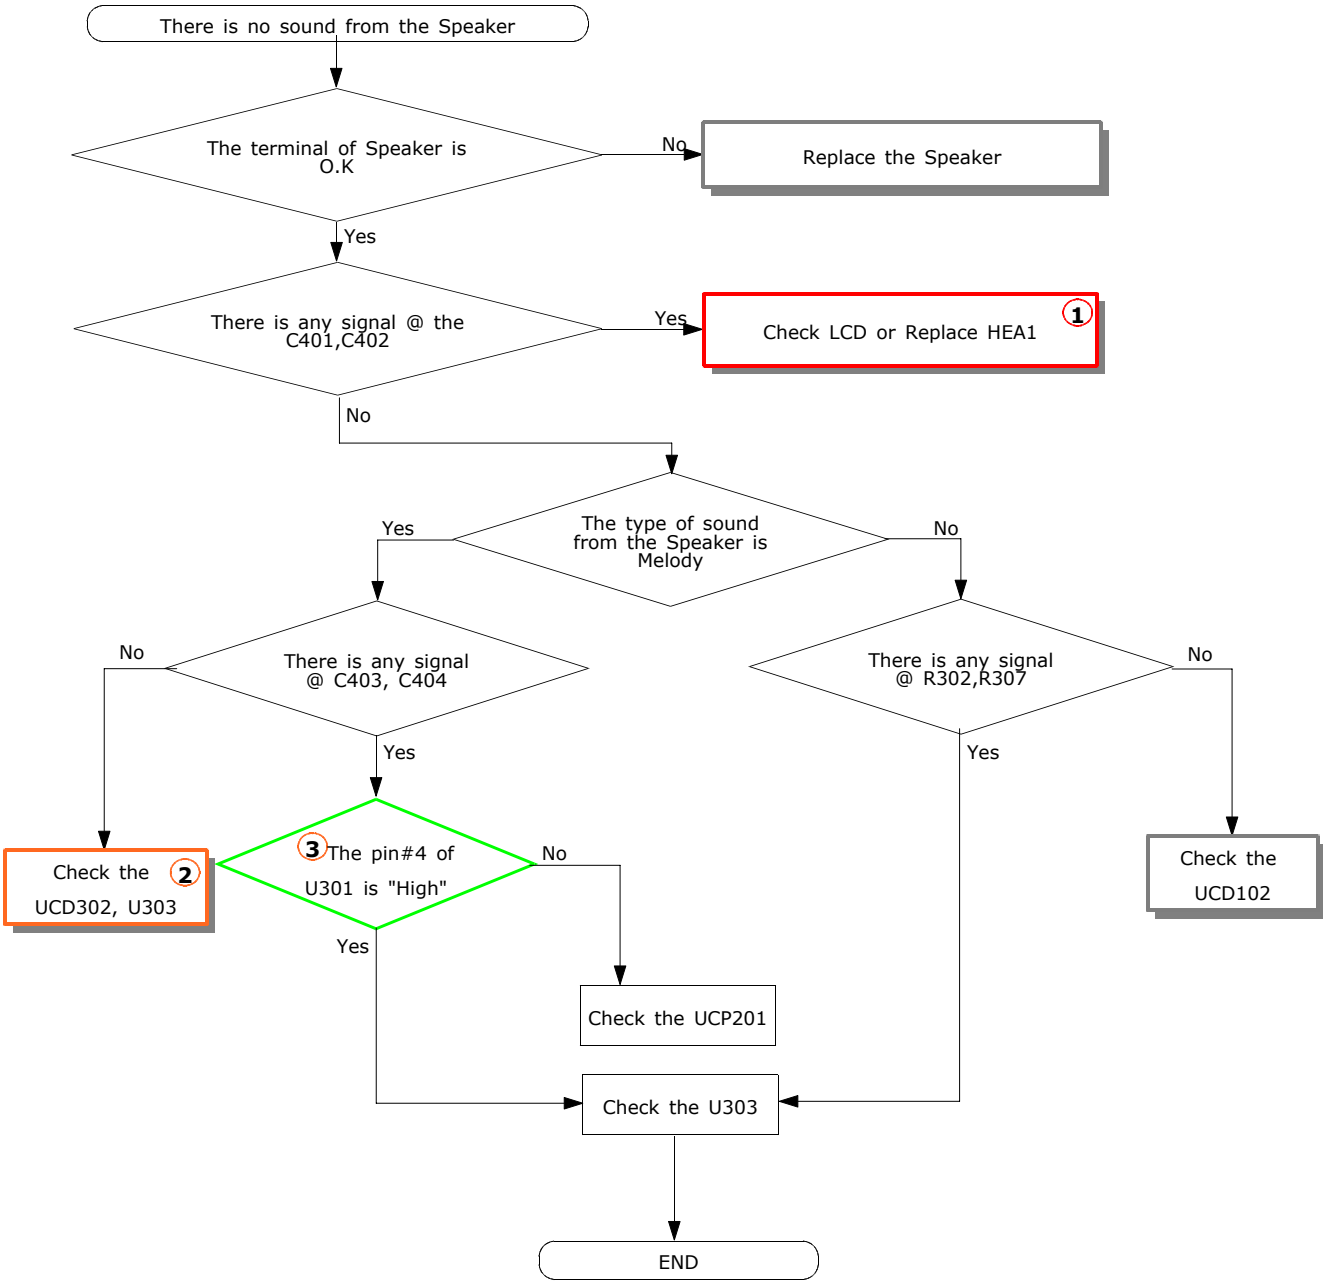 There is no sound from the Speaker
The terminal of Speaker is
O.K
No
Replace the Speaker
Yes
There is any signal @ the
C401,C402
Yes
Check LCD or Replace HEA1
1
No
The type of sound
from the Speaker is
Melody
Yes
No
There is any signal
@ C403, C404
No
Yes
There is any signal
@ R302,R307
No
Yes
Check the
UCD302, U303
2
3
The pin#4 of
U301 is "High"
No
Yes
Check the
UCD102
Check the UCP201
Check the U303
END